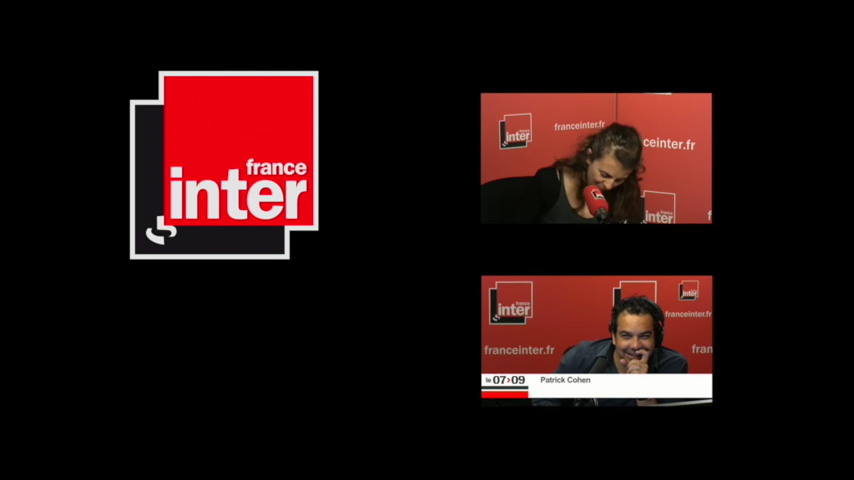 france
inter
inter
franceinter.fr
ceinter.fr
inter
france
inter
inter
franceinter.fr
franceinter.fr
le 07>09
Patrick Cohen